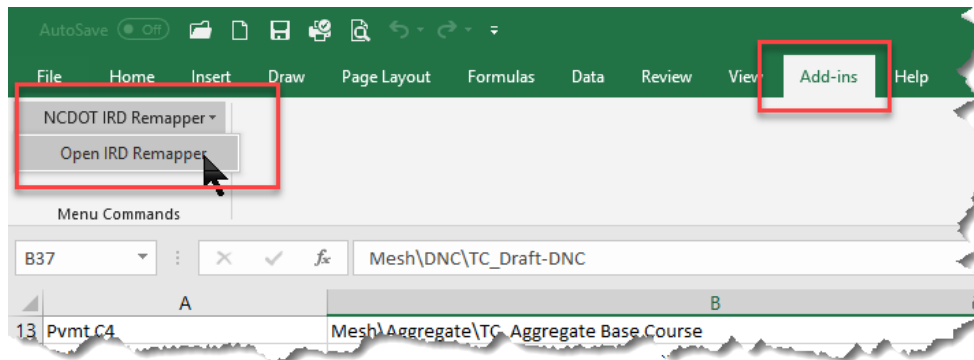 AutoSave Off
File Home Insert Draw Page Layout Formulas Data Review View Add-ins Help
NCDOT IRD Remapper
Open IRD Remapper
Menu Commands
B37 fx Mesh\DNC\TC_Draft-DNC
A B
13 Pvmt C4 Mesh\Aggregate\TC_Aggregate Base Course